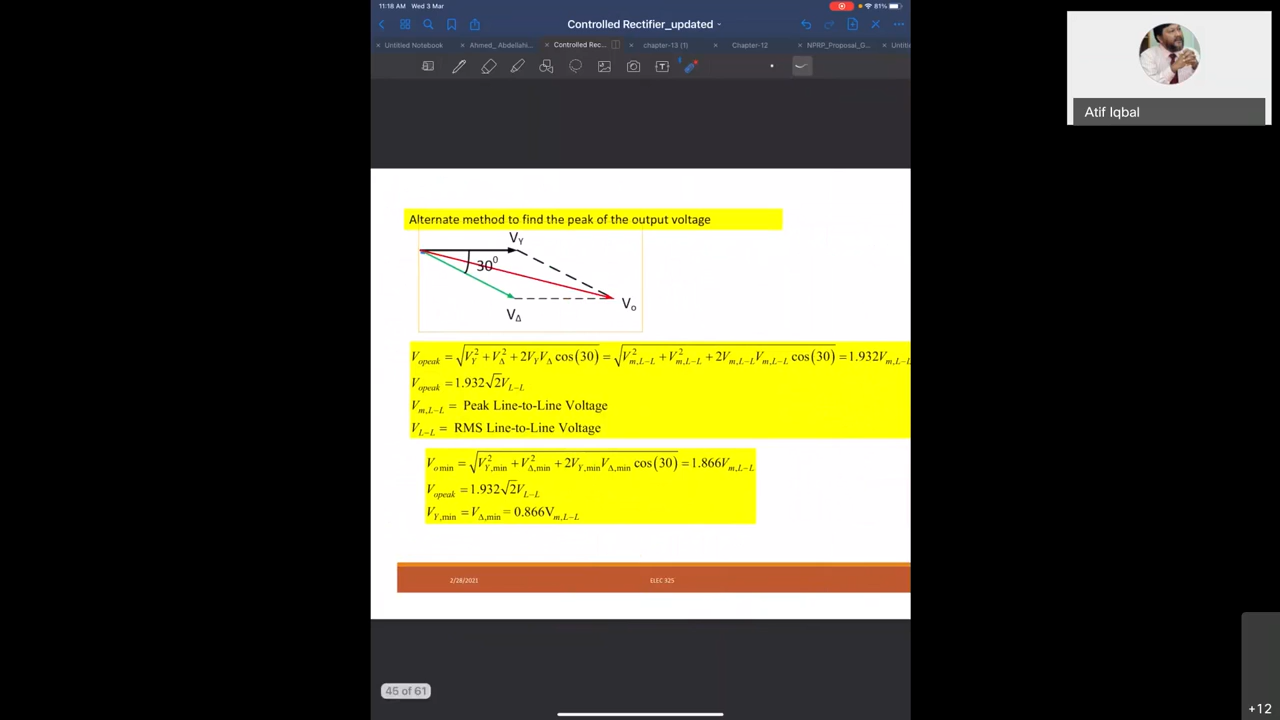 11:18 AM Wed 3 Mar
81%
Controlled Rectifier_updated
Untitled Notebook
Ahmed_ Abdellahi...
Controlled Rec...
chapter-13 (1)
Chapter-12
NPRP_Proposal_G...
Untitl
Atif Iqbal
Alternate method to find the peak of the output voltage
V_Y
30⁰
V_o
V_Δ
V_opeak = √(V_Y² + V_Δ² + 2V_Y V_Δ cos(30)) = √(V²_m,L−L + V²_m,L−L + 2V_m,L−L V_m,L−L cos(30)) = 1.932V_m,L−L
V_opeak = 1.932√2V_L−L
V_m,L−L = Peak Line-to-Line Voltage
V_L−L = RMS Line-to-Line Voltage
V_o min = √(V²_Y,min + V²_Δ,min + 2V_Y,min V_Δ,min cos(30)) = 1.866V_m,L−L
V_opeak = 1.932√2V_L−L
V_Y,min = V_Δ,min = 0.866V_m,L−L
2/28/2021
ELEC 325
45 of 61
+12